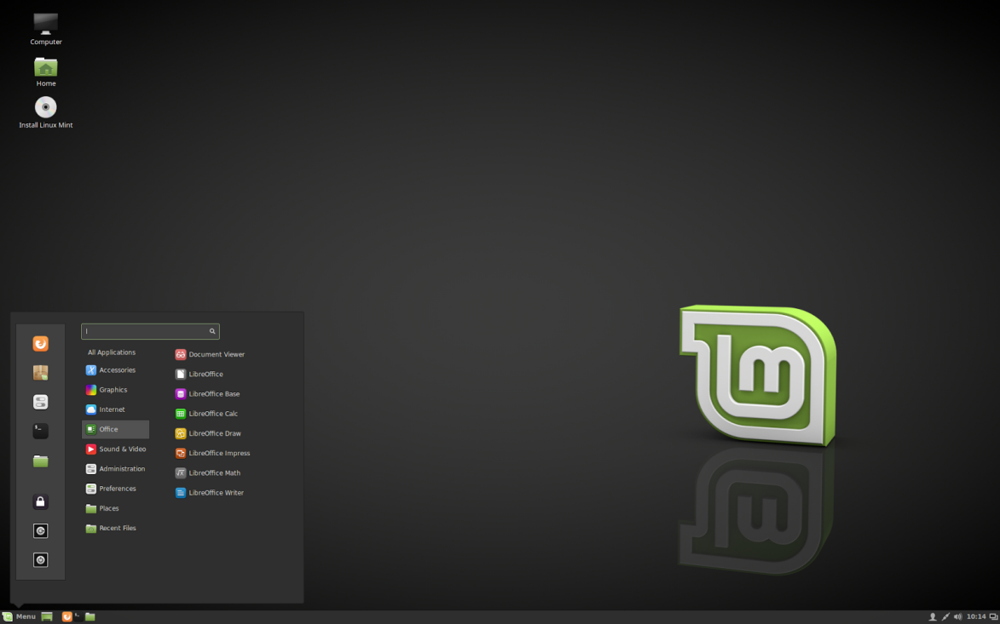 Computer
Home
Install Linux Mint
All Applications
Accessories
Graphics
Internet
Office
Sound & Video
Administration
Preferences
Places
Recent Files
Document Viewer
LibreOffice
LibreOffice Base
LibreOffice Calc
LibreOffice Draw
LibreOffice Impress
LibreOffice Math
LibreOffice Writer
lm
Menu
10:14